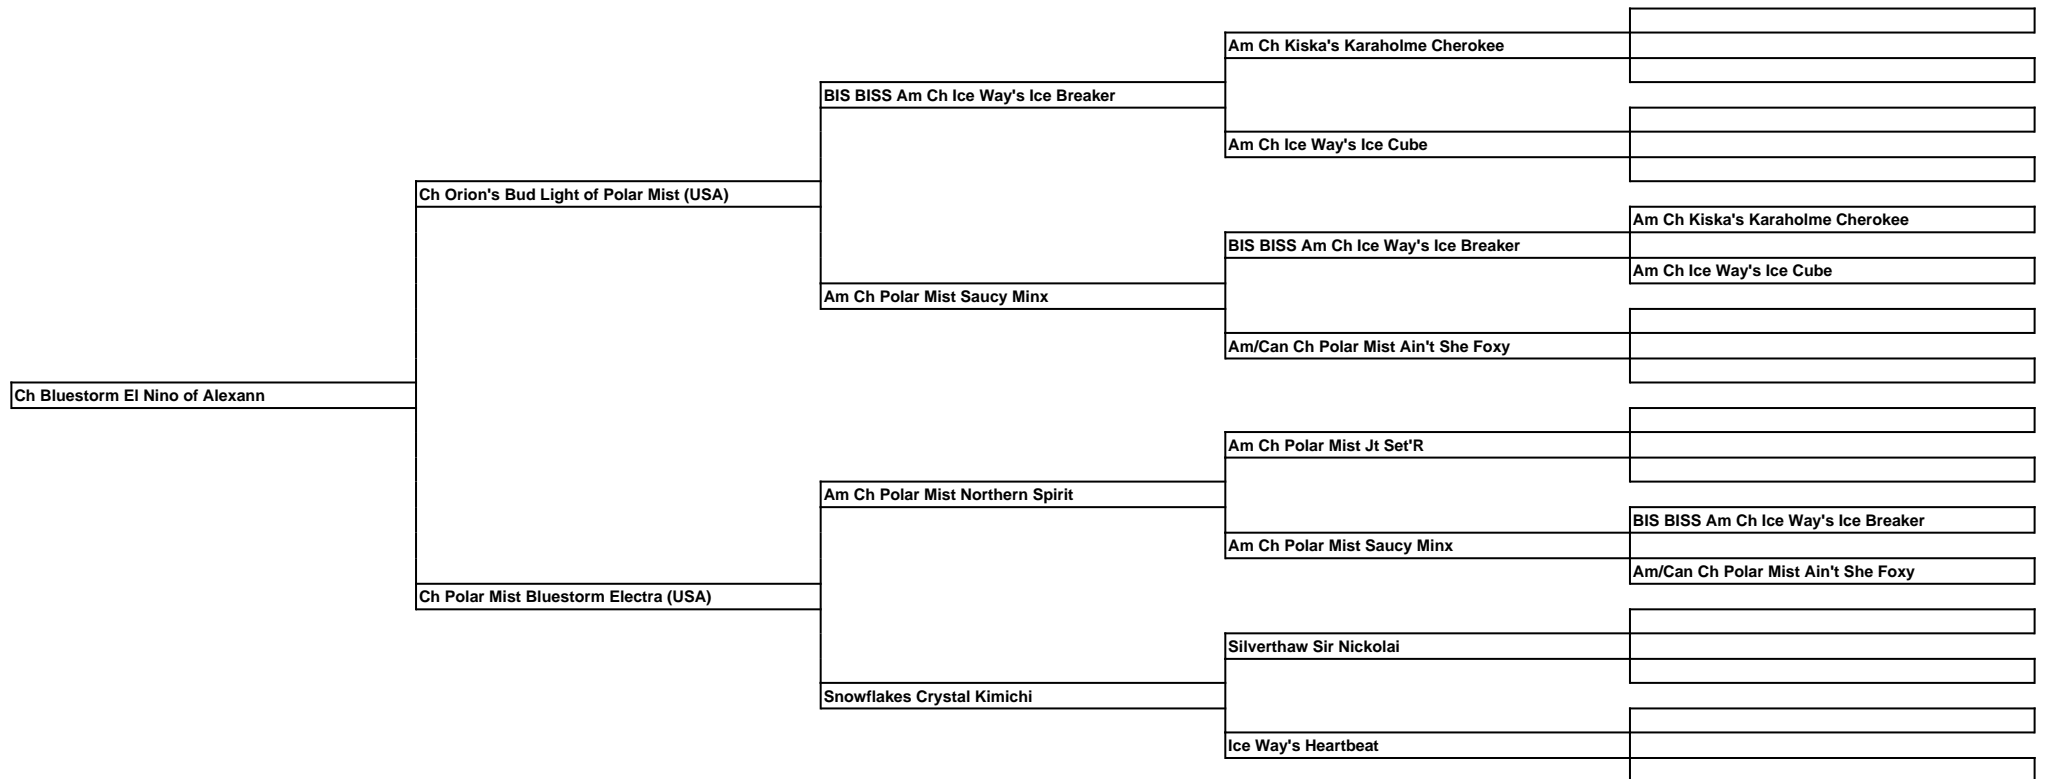 Am Ch Kiska's Karaholme Cherokee
BIS BISS Am Ch Ice Way's Ice Breaker
Am Ch Ice Way's Ice Cube
Ch Orion's Bud Light of Polar Mist (USA)
Am Ch Kiska's Karaholme Cherokee
BIS BISS Am Ch Ice Way's Ice Breaker
Am Ch Ice Way's Ice Cube
Am Ch Polar Mist Saucy Minx
Am/Can Ch Polar Mist Ain't She Foxy
Ch Bluestorm El Nino of Alexann
Am Ch Polar Mist Jt Set'R
Am Ch Polar Mist Northern Spirit
BIS BISS Am Ch Ice Way's Ice Breaker
Am Ch Polar Mist Saucy Minx
Am/Can Ch Polar Mist Ain't She Foxy
Ch Polar Mist Bluestorm Electra (USA)
Silverthaw Sir Nickolai
Snowflakes Crystal Kimichi
Ice Way's Heartbeat